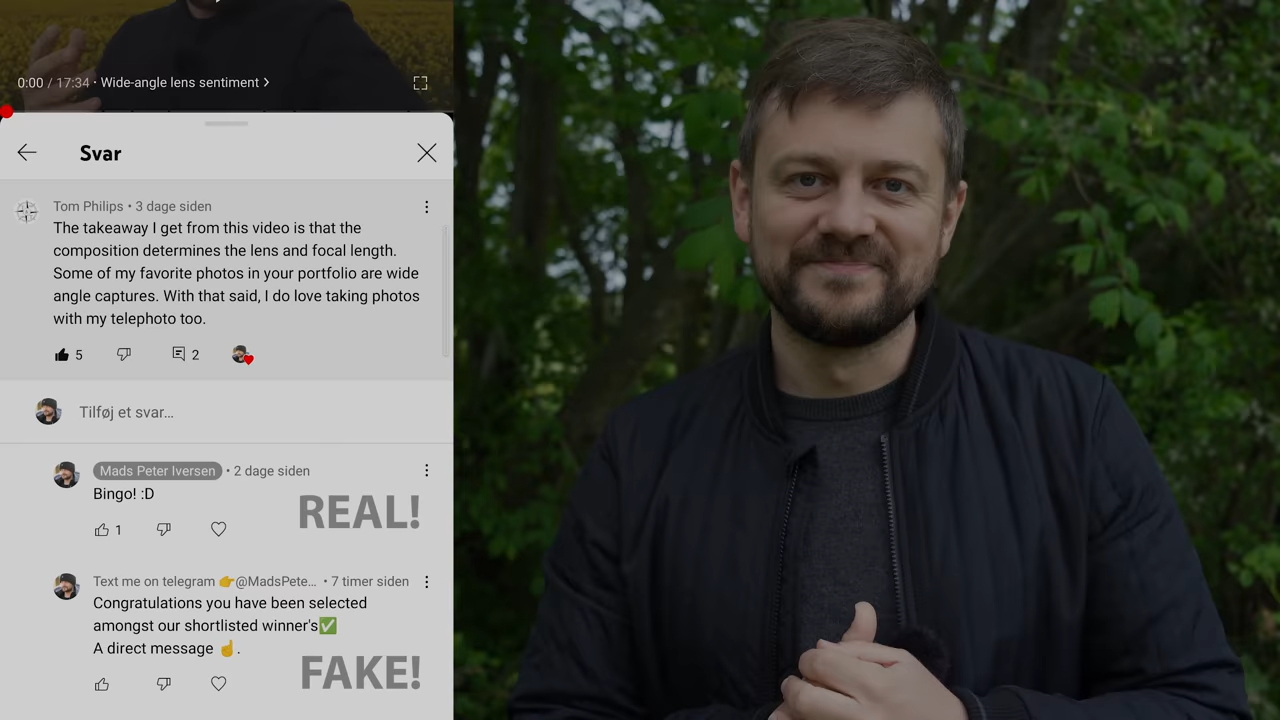 0:00 / 17:34 · Wide-angle lens sentiment
Svar
Tom Philips • 3 dage siden
The takeaway I get from this video is that the
composition determines the lens and focal length.
Some of my favorite photos in your portfolio are wide
angle captures. With that said, I do love taking photos
with my telephoto too.
5
2
Tilføj et svar...
Mads Peter Iversen • 2 dage siden
Bingo! :D
REAL!
1
Text me on telegram 👉@MadsPete... • 7 timer siden
Congratulations you have been selected
amongst our shortlisted winner's✅
A direct message ☝️.
FAKE!